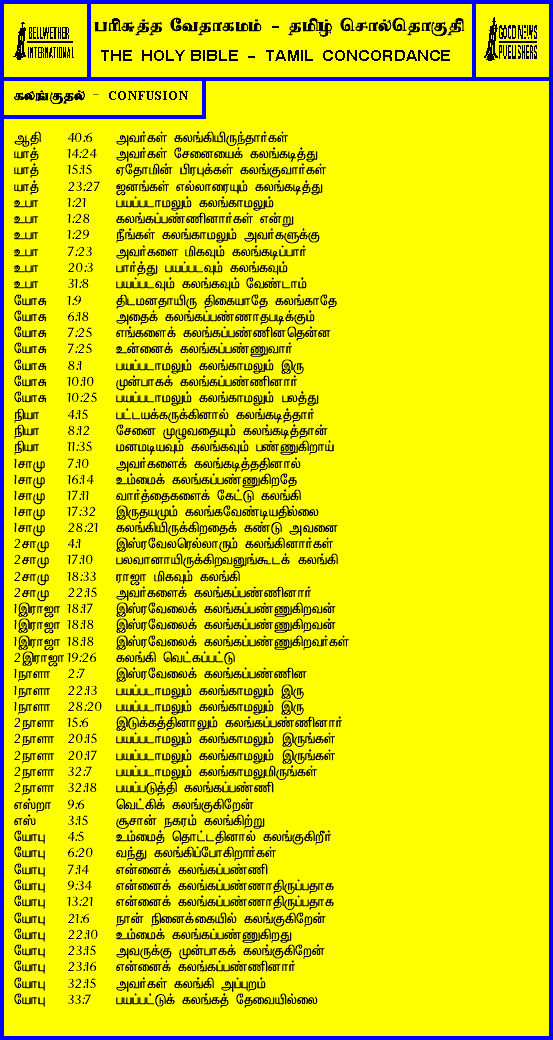 BELLWETHER
INTERNATIONAL
பரிசுத்த வேதாகமம் - தமிழ் சொல்தொகுதி
THE HOLY BIBLE - TAMIL CONCORDANCE
GOOD NEWS
PUBLISHERS
கலங்குதல் - CONFUSION
ஆதி 40:6 அவர்கள் கலங்கியிருந்தார்கள்
யாத் 14:24 அவர்கள் சேனையைக் கலங்கடித்து
யாத் 15:15 ஏதோமின் பிரபுக்கள் கலங்குவார்கள்
யாத் 23:27 ஜனங்கள் எல்லாரையும் கலங்கடித்து
உபா 1:21 பயப்படாமலும் கலங்காமலும்
உபா 1:28 கலங்கப்பண்ணினார்கள் என்று
உபா 1:29 நீங்கள் கலங்காமலும் அவர்களுக்கு
உபா 7:23 அவர்களை மிகவும் கலங்கடிப்பார்
உபா 20:3 பார்த்து பயப்படவும் கலங்கவும்
உபா 31:8 பயப்படவும் கலங்கவும் வேண்டாம்
யோசு 1:9 திடமனதாயிரு திகையாதே கலங்காதே
யோசு 6:18 அதைக் கலங்கப்பண்ணாதபடிக்கும்
யோசு 7:25 எங்களைக் கலங்கப்பண்ணினதென்ன
யோசு 7:25 உன்னைக் கலங்கப்பண்ணுவார்
யோசு 8:1 பயப்படாமலும் கலங்காமலும் இரு
யோசு 10:10 முன்பாகக் கலங்கப்பண்ணினார்
யோசு 10:25 பயப்படாமலும் கலங்காமலும் பலத்து
நியா 4:15 பட்டயக்கருக்கினால் கலங்கடித்தார்
நியா 8:12 சேனை முழுவதையும் கலங்கடித்தான்
நியா 11:35 மனமடியவும் கலங்கவும் பண்ணுகிறாய்
1சாமு 7:10 அவர்களைக் கலங்கடித்ததினால்
1சாமு 16:14 உம்மைக் கலங்கப்பண்ணுகிறதே
1சாமு 17:11 வார்த்தைகளைக் கேட்டு கலங்கி
1சாமு 17:32 இருதயமும் கலங்கவேண்டியதில்லை
1சாமு 28:21 கலங்கியிருக்கிறதைக் கண்டு அவனை
2சாமு 4:1 இஸ்ரவேலரெல்லாரும் கலங்கினார்கள்
2சாமு 17:10 பலவானாயிருக்கிறவனுங்கூடக் கலங்கி
2சாமு 18:33 ராஜா மிகவும் கலங்கி
2சாமு 22:15 அவர்களைக் கலங்கப்பண்ணினார்
1இராஜா 18:17 இஸ்ரவேலைக் கலங்கப்பண்ணுகிறவன்
1இராஜா 18:18 இஸ்ரவேலைக் கலங்கப்பண்ணுகிறவன்
1இராஜா 18:18 இஸ்ரவேலைக் கலங்கப்பண்ணுகிறவர்கள்
2இராஜா 19:26 கலங்கி வெட்கப்பட்டு
1நாளா 2:7 இஸ்ரவேலைக் கலங்கப்பண்ணின
1நாளா 22:13 பயப்படாமலும் கலங்காமலும் இரு
1நாளா 28:20 பயப்படாமலும் கலங்காமலும் இரு
2நாளா 15:6 இடுக்கத்தினாலும் கலங்கப்பண்ணினார்
2நாளா 20:15 பயப்படாமலும் கலங்காமலும் இருங்கள்
2நாளா 20:17 பயப்படாமலும் கலங்காமலும் இருங்கள்
2நாளா 32:7 பயப்படாமலும் கலங்காமலுமிருங்கள்
2நாளா 32:18 பயப்படுத்தி கலங்கப்பண்ணி
எஸ்றா 9:6 வெட்கிக் கலங்குகிறேன்
எஸ் 3:15 சூசான் நகரம் கலங்கிற்று
யோபு 4:5 உம்மைத் தொட்டதினால் கலங்குகிறீர்
யோபு 6:20 வந்து கலங்கிப்போகிறார்கள்
யோபு 7:14 என்னைக் கலங்கப்பண்ணி
யோபு 9:34 என்னைக் கலங்கப்பண்ணாதிருப்பதாக
யோபு 13:21 என்னைக் கலங்கப்பண்ணாதிருப்பதாக
யோபு 21:6 நான் நினைக்கையில் கலங்குகிறேன்
யோபு 22:10 உம்மைக் கலங்கப்பண்ணுகிறது
யோபு 23:15 அவருக்கு முன்பாகக் கலங்குகிறேன்
யோபு 23:16 என்னைக் கலங்கப்பண்ணினார்
யோபு 32:15 அவர்கள் கலங்கி அப்புறம்
யோபு 33:7 பயப்பட்டுக் கலங்கத் தேவையில்லை